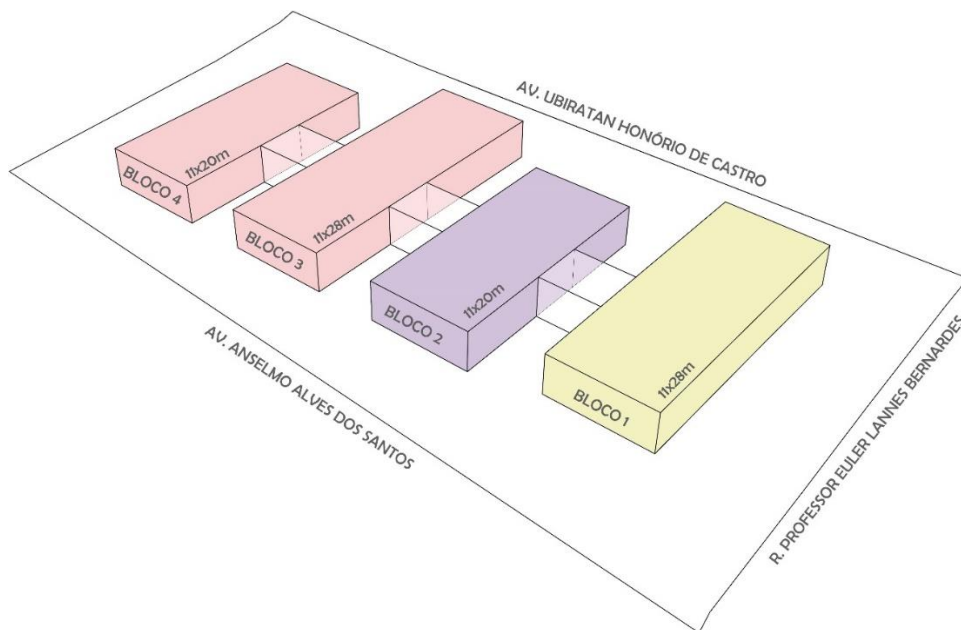 AV. UBIRATAN HONÓRIO DE CASTRO
11x20m
BLOCO 4
11x28m
BLOCO 3
11x20m
BLOCO 2
11x28m
BLOCO 1
AV. ANSELMO ALVES DOS SANTOS
R. PROFESSOR EULER LANNES BERNARDES